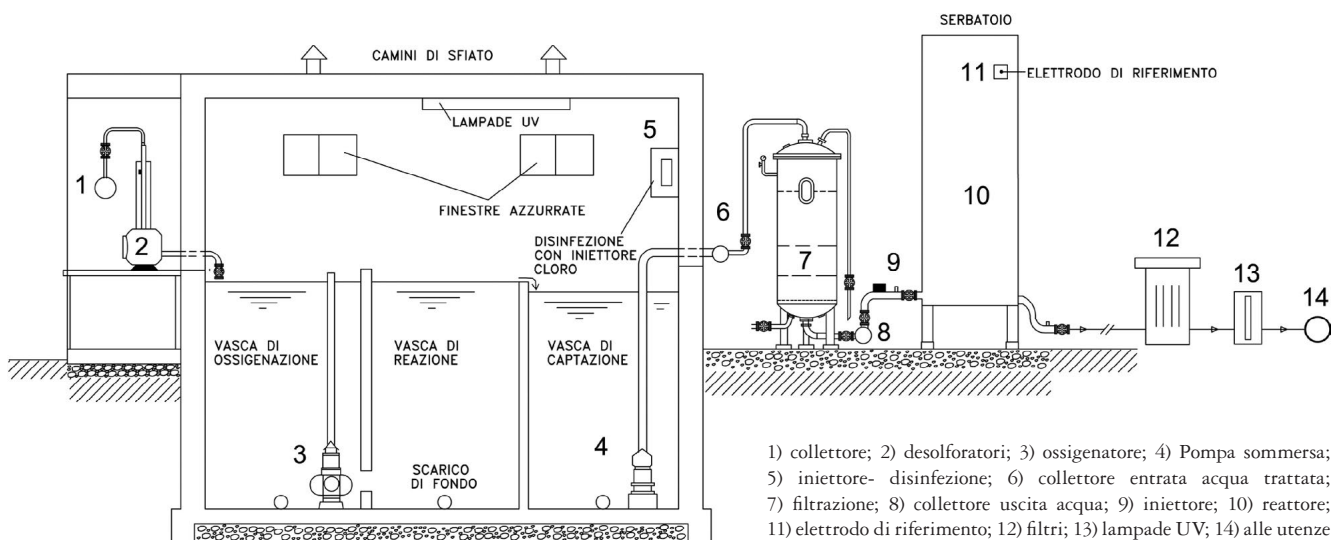 SERBATOIO
CAMINI DI SFIATO
11
ELETTRODO DI RIFERIMENTO
LAMPADE UV
5
1
6
10
FINESTRE AZZURRATE
2
DISINFEZIONE
CON INIETTORE
CLORO
7
9
12
13
14
8
VASCA DI
OSSIGENAZIONE
VASCA DI
REAZIONE
VASCA DI
CAPTAZIONE
3
SCARICO
DI FONDO
4
1) collettore; 2) desolforatori; 3) ossigenatore; 4) Pompa sommersa;
5) iniettore- disinfezione; 6) collettore entrata acqua trattata;
7) filtrazione; 8) collettore uscita acqua; 9) iniettore; 10) reattore;
11) elettrodo di riferimento; 12) filtri; 13) lampade UV; 14) alle utenze